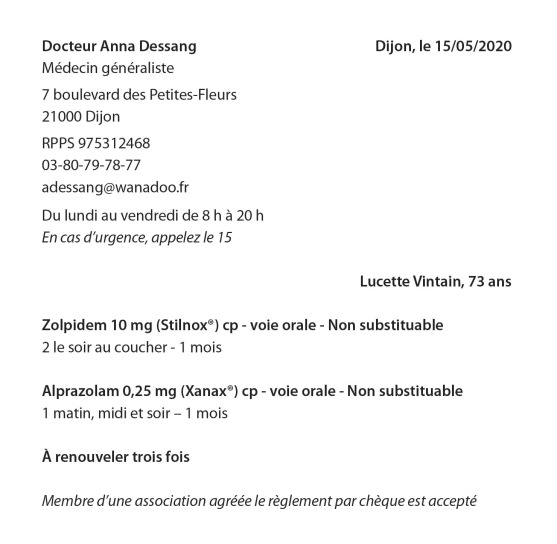 Docteur Anna Dessang
Dijon, le 15/05/2020
Médecin généraliste
7 boulevard des Petites-Fleurs
21000 Dijon
RPPS 975312468
03-80-79-78-77
adessang@wanadoo.fr
Du lundi au vendredi de 8 h à 20 h
En cas d’urgence, appelez le 15
Lucette Vintain, 73 ans
Zolpidem 10 mg (Stilnox®) cp - voie orale - Non substituable
2 le soir au coucher - 1 mois
Alprazolam 0,25 mg (Xanax®) cp - voie orale - Non substituable
1 matin, midi et soir – 1 mois
À renouveler trois fois
Membre d’une association agréée le règlement par chèque est accepté